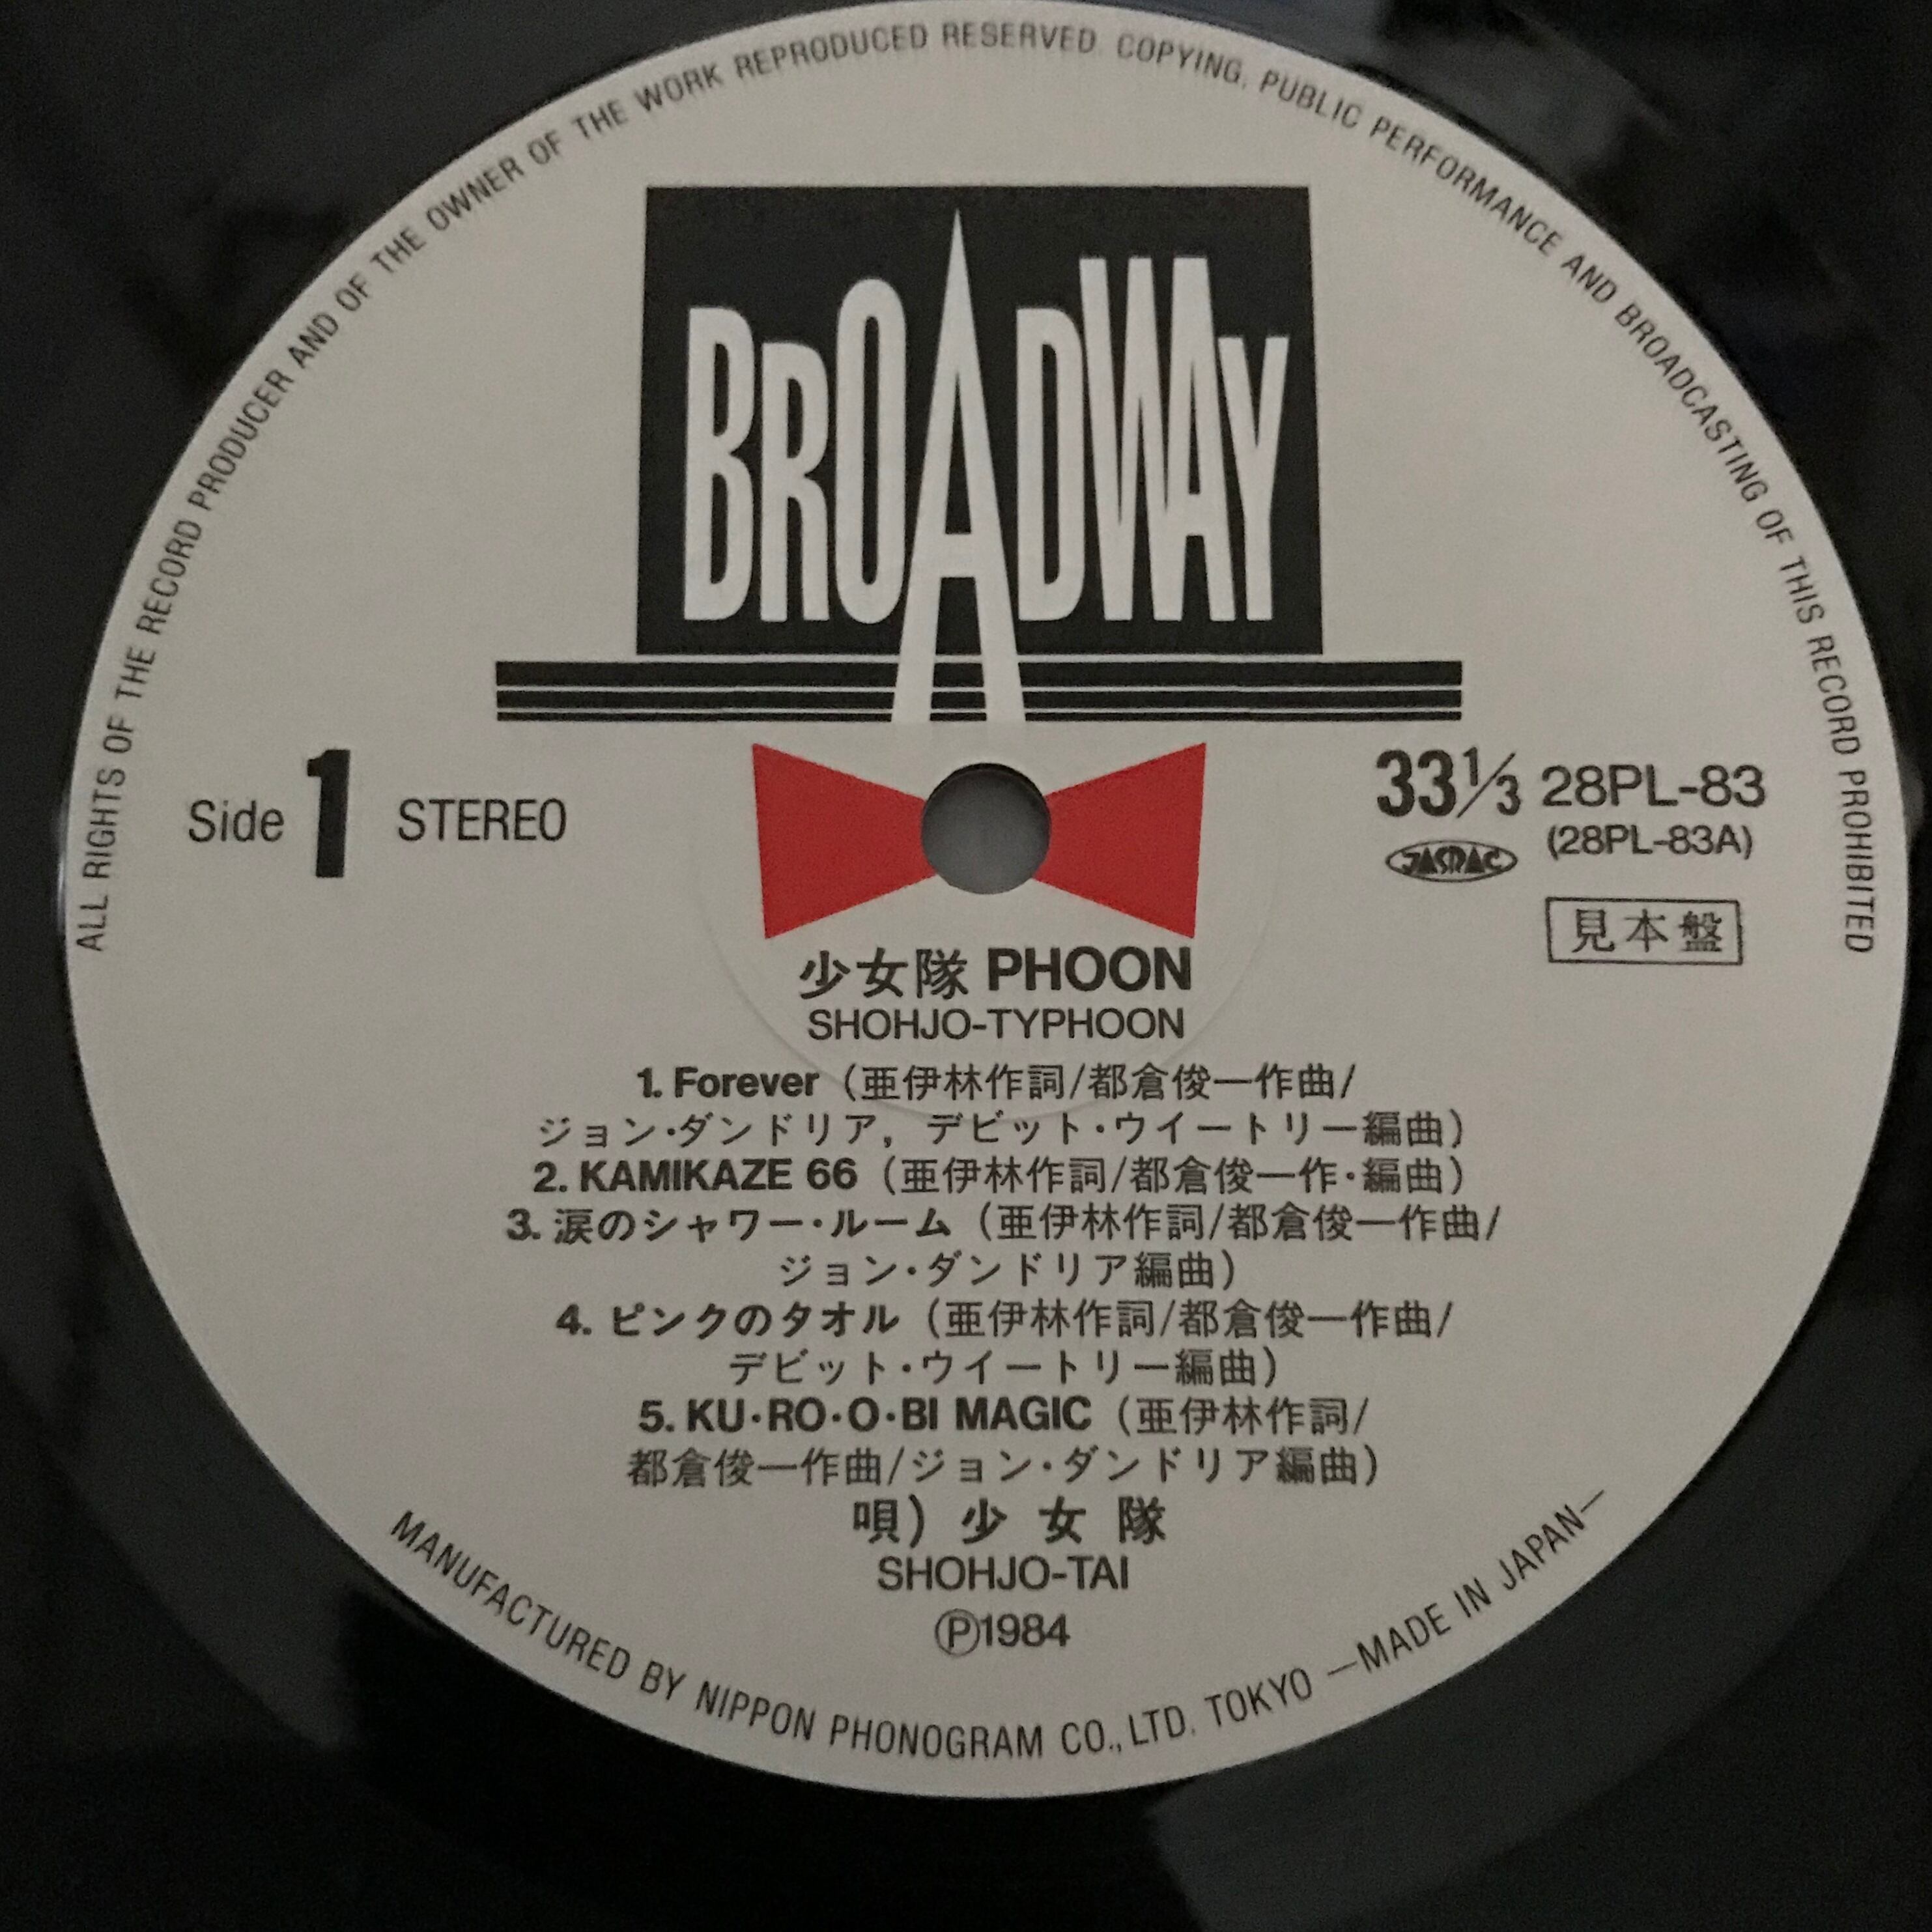 ALL RIGHTS OF THE RECORD PRODUCER AND OF THE OWNER OF THE WORK REPRODUCED RESERVED. COPYING, PUBLIC PERFORMANCE AND BROADCASTING OF THIS RECORD PROHIBITED
BROADWAY
Side 1 STEREO
33⅓ 28PL-83
JASRAC (28PL-83A)
見本盤
少女隊 PHOON
SHOHJO-TYPHOON
1. Forever（亜伊林作詞/都倉俊一作曲/
ジョン・ダンドリア，デビット・ウイートリー編曲）
2. KAMIKAZE 66（亜伊林作詞/都倉俊一作・編曲）
3. 涙のシャワー・ルーム（亜伊林作詞/都倉俊一作曲/
ジョン・ダンドリア編曲）
4. ピンクのタオル（亜伊林作詞/都倉俊一作曲/
デビット・ウイートリー編曲）
5. KU・RO・O・BI MAGIC（亜伊林作詞/
都倉俊一作曲/ジョン・ダンドリア編曲）
唄）少女隊
SHOHJO-TAI
Ⓟ1984
MANUFACTURED BY NIPPON PHONOGRAM CO., LTD. TOKYO —MADE IN JAPAN—